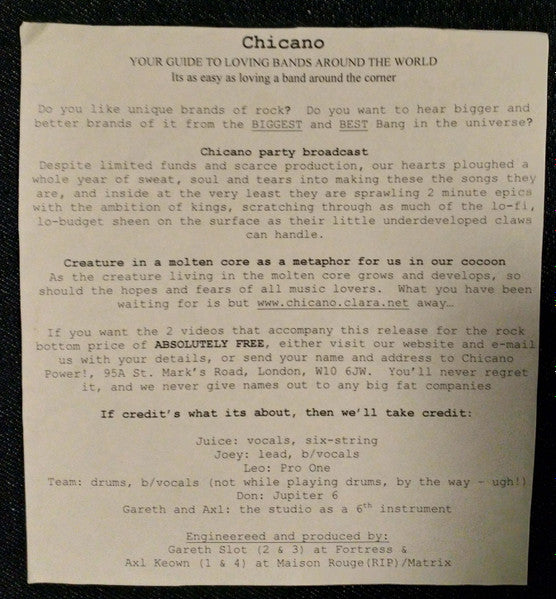 Chicano
YOUR GUIDE TO LOVING BANDS AROUND THE WORLD
Its as easy as loving a band around the corner
Do you like unique brands of rock? Do you want to hear bigger and
better brands of it from the BIGGEST and BEST Bang in the universe?
Chicano party broadcast
Despite limited funds and scarce production, our hearts ploughed a
whole year of sweat, soul and tears into making these the songs they
are, and inside at the very least they are sprawling 2 minute epics
with the ambition of kings, scratching through as much of the lo-fi,
lo-budget sheen on the surface as their little underdeveloped claws
can handle.
Creature in a molten core as a metaphor for us in our cocoon
As the creature living in the molten core grows and develops, so
should the hopes and fears of all music lovers. What you have been
waiting for is but www.chicano.clara.net away…
If you want the 2 videos that accompany this release for the rock
bottom price of ABSOLUTELY FREE, either visit our website and e-mail
us with your details, or send your name and address to Chicano
Power!, 95A St. Mark's Road, London, W10 6JW. You'll never regret
it, and we never give names out to any big fat companies
If credit's what its about, then we'll take credit:
Juice: vocals, six-string
Joey: lead, b/vocals
Leo: Pro One
Team: drums, b/vocals (not while playing drums, by the way – ugh!)
Don: Jupiter 6
Gareth and Axl: the studio as a 6th instrument
Engineereed and produced by:
Gareth Slot (2 & 3) at Fortress &
Axl Keown (1 & 4) at Maison Rouge(RIP)/Matrix